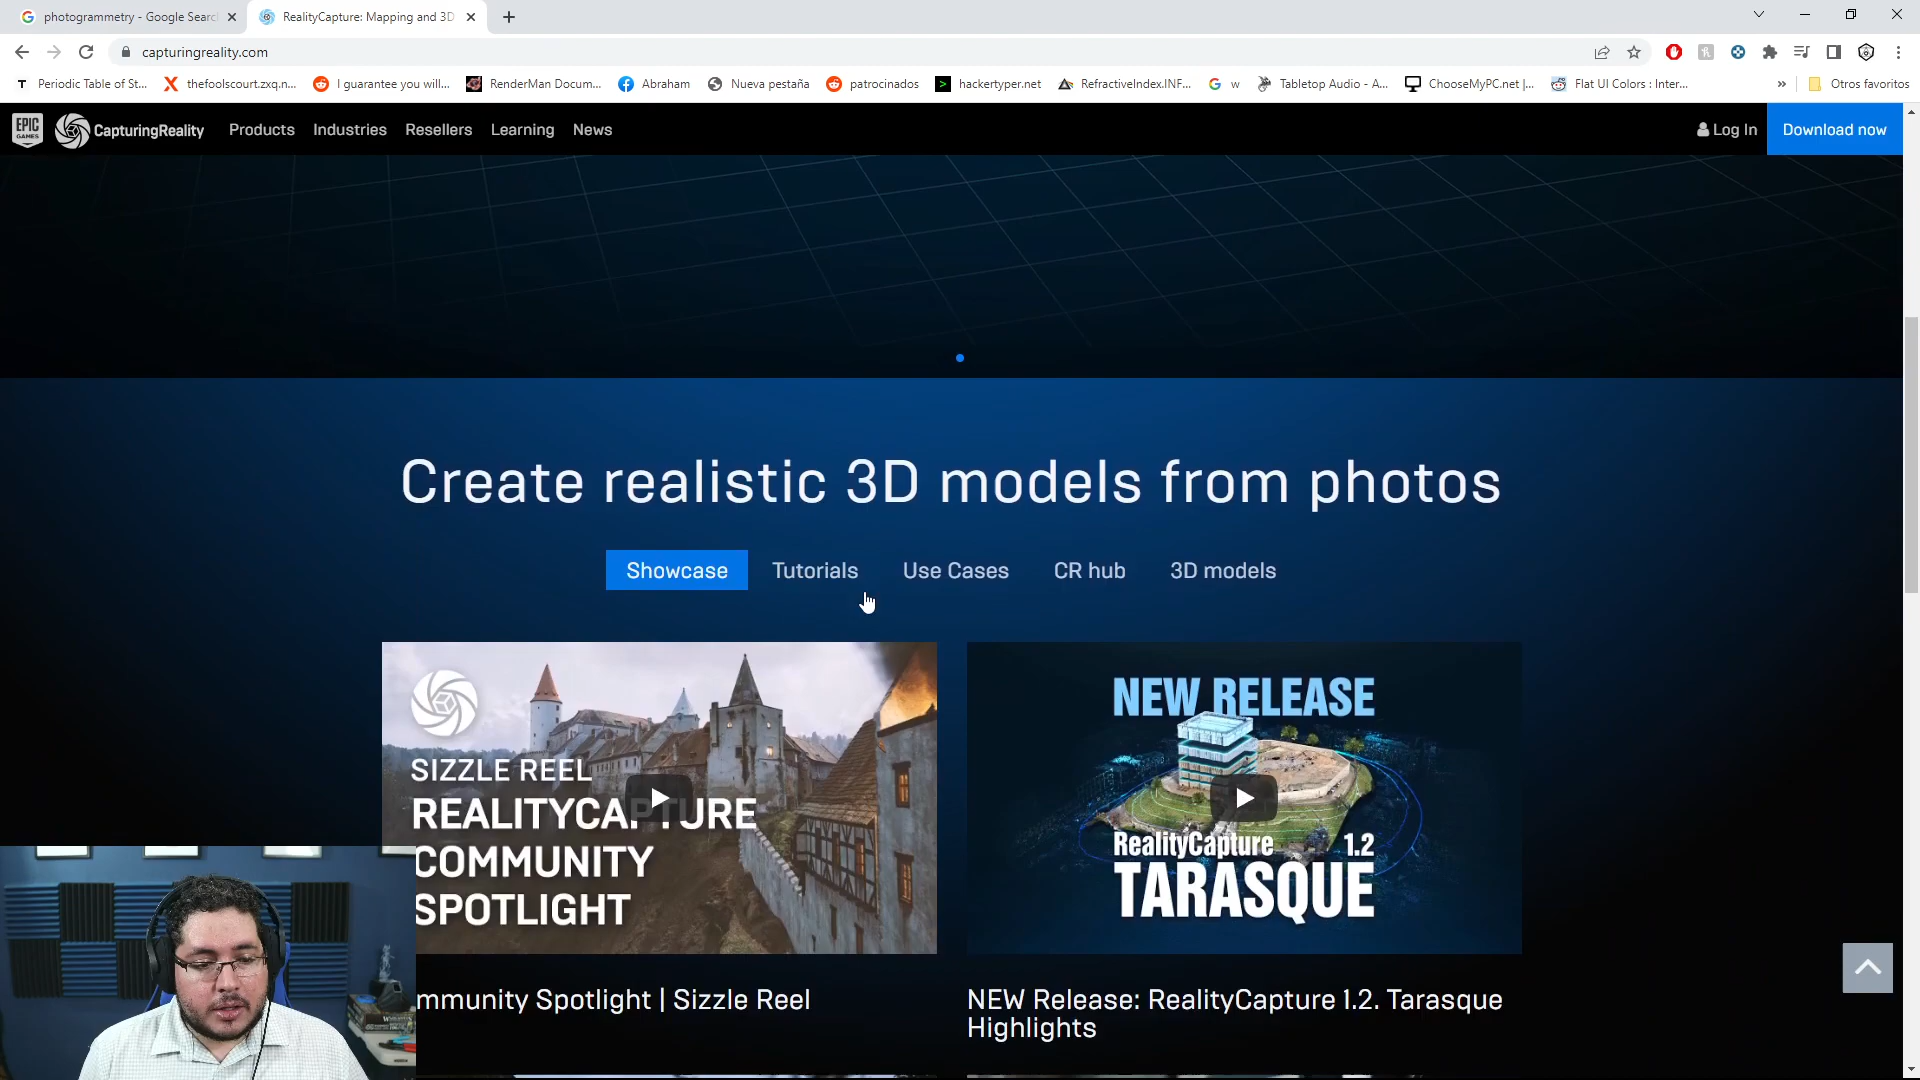 photogrammetry - Google Searc
RealityCapture: Mapping and 3D
capturingreality.com
Periodic Table of St...
thefoolscourt.zxq.n...
I guarantee you will...
RenderMan Docum...
Abraham
Nueva pestaña
patrocinados
hackertyper.net
RefractiveIndex.INF...
w
Tabletop Audio - A...
ChooseMyPC.net |...
Flat UI Colors : Inter...
»
Otros favoritos
EPIC
GAMES
CapturingReality
Products
Industries
Resellers
Learning
News
Log In
Download now
Create realistic 3D models from photos
Showcase
Tutorials
Use Cases
CR hub
3D models
SIZZLE REEL
REALITYCAPTURE
COMMUNITY
SPOTLIGHT
NEW RELEASE
RealityCapture 1.2
TARASQUE
mmunity Spotlight | Sizzle Reel
NEW Release: RealityCapture 1.2. Tarasque
Highlights